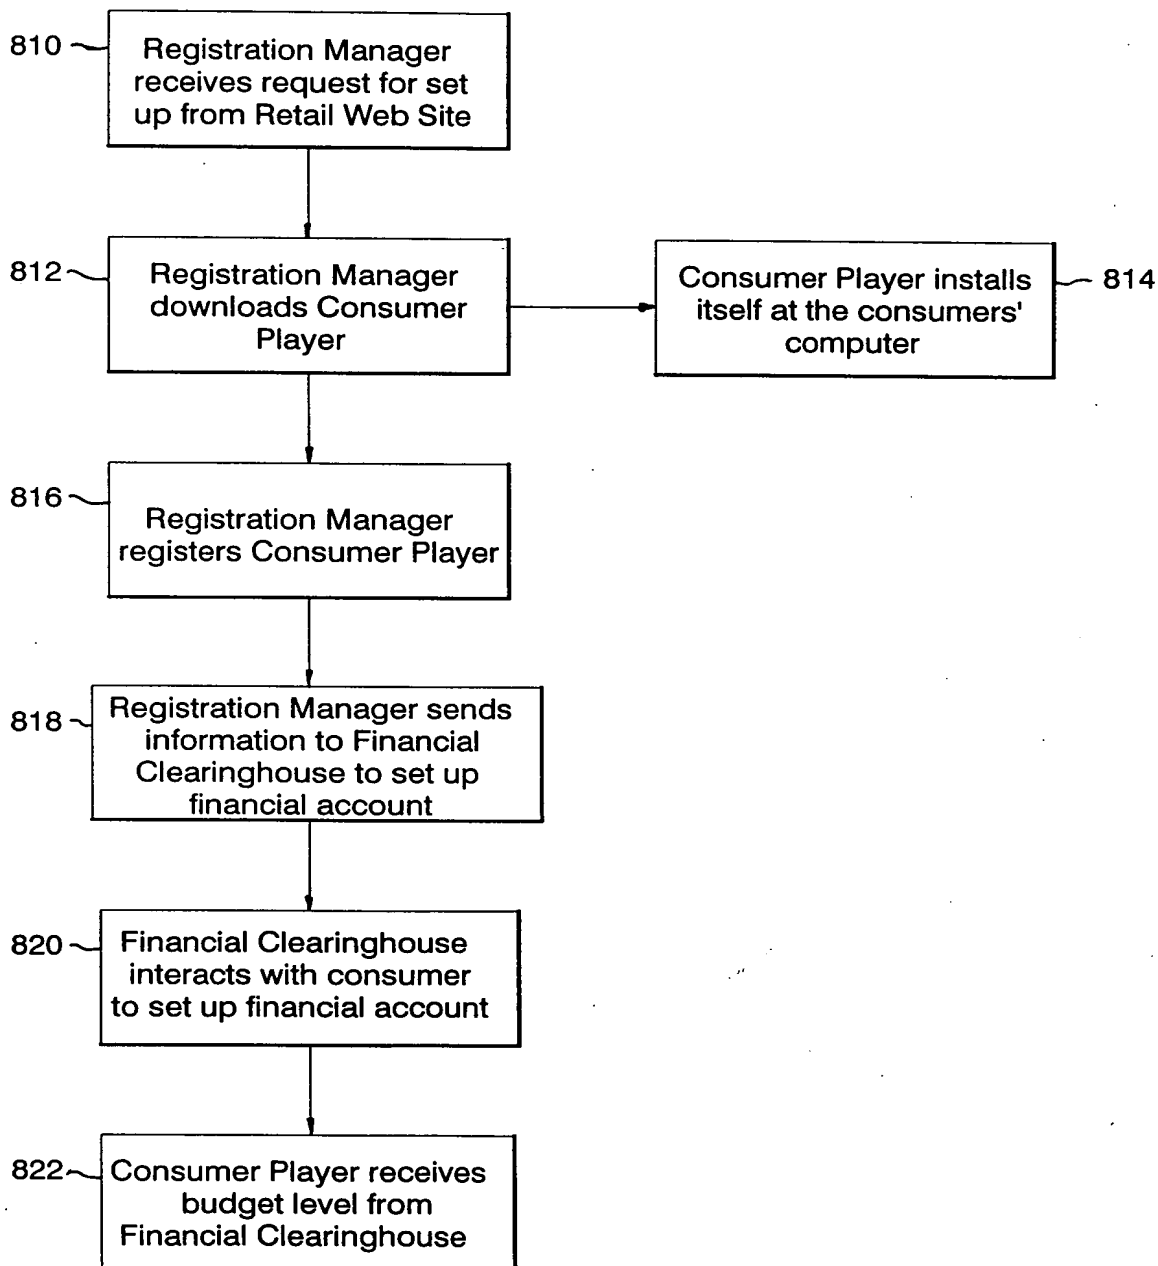 810
Registration Manager
receives request for set
up from Retail Web Site
812
Registration Manager
downloads Consumer
Player
Consumer Player installs
itself at the consumers'
computer
814
816
Registration Manager
registers Consumer Player
818
Registration Manager sends
information to Financial
Clearinghouse to set up
financial account
820
Financial Clearinghouse
interacts with consumer
to set up financial account
822
Consumer Player receives
budget level from
Financial Clearinghouse